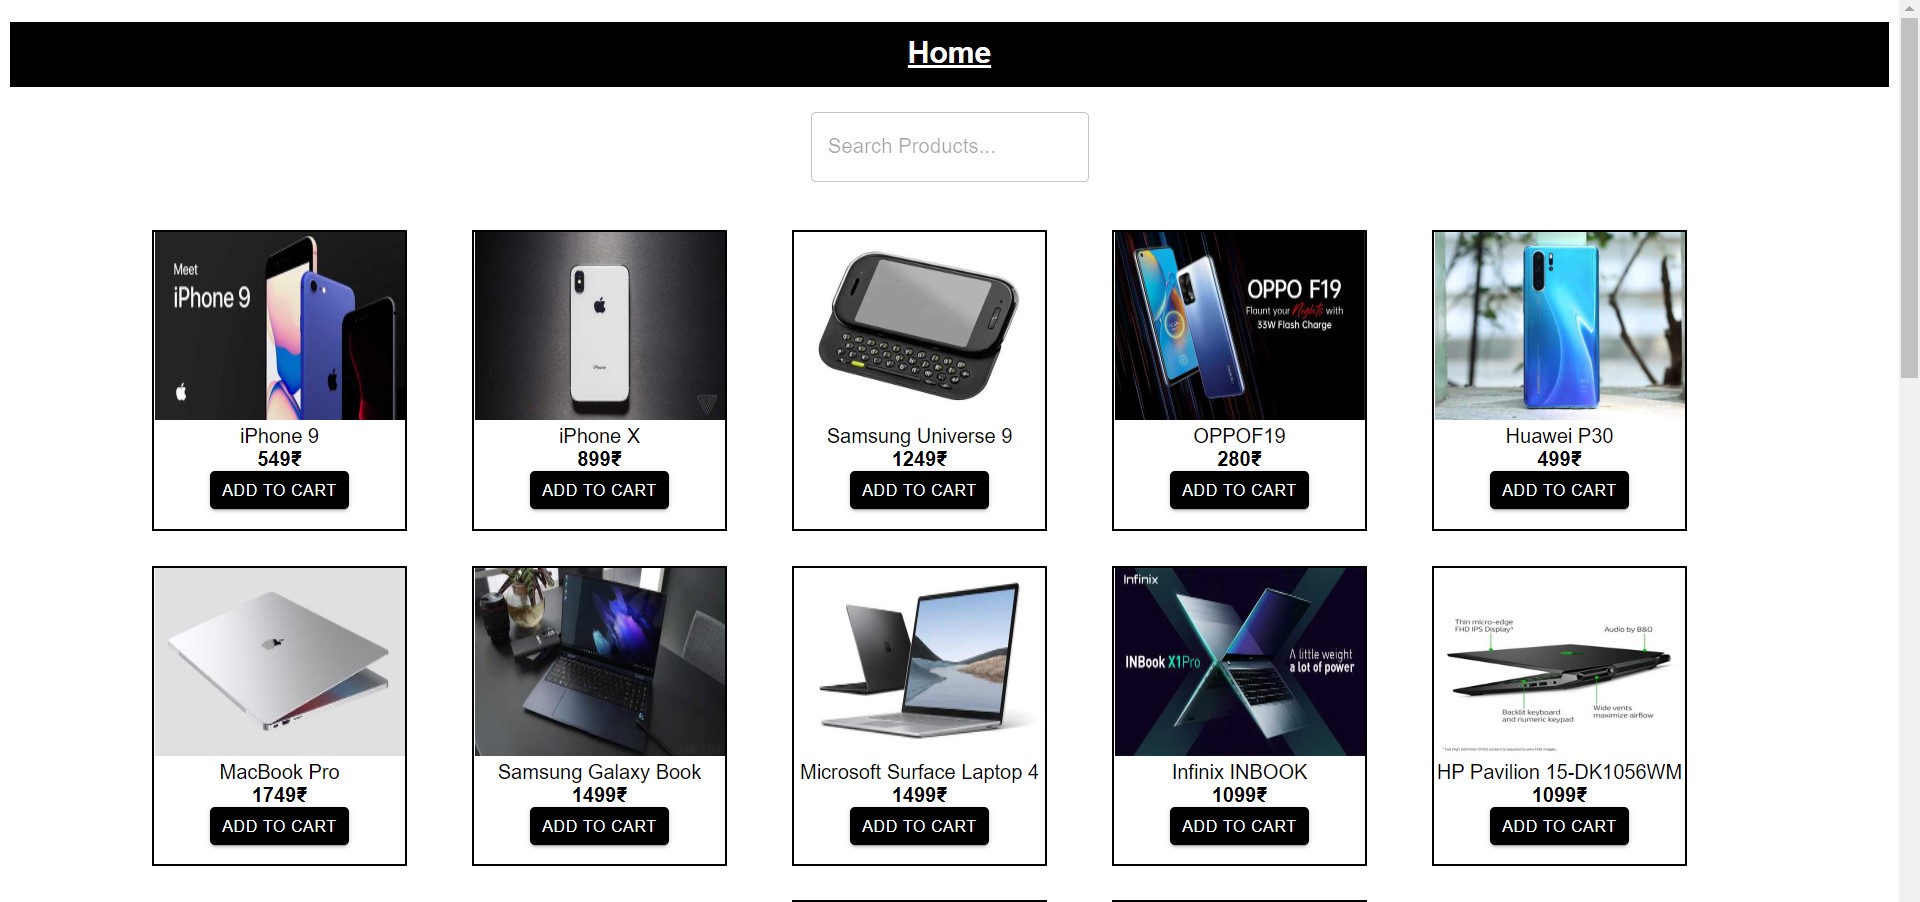 Home
Search Products...
Meet
iPhone 9
iPhone
OPPO F19
Flaunt your Nights with
33W Flash Charge
iPhone 9
549₹
ADD TO CART
iPhone X
899₹
ADD TO CART
Samsung Universe 9
1249₹
ADD TO CART
OPPOF19
280₹
ADD TO CART
Huawei P30
499₹
ADD TO CART
Infinix
INBook X1Pro
A little weight
a lot of power
Thin micro-edge
FHD IPS Display¹
Audio by B&O
Backlit keyboard
and numeric keypad
Wide vents
maximize airflow
MacBook Pro
1749₹
ADD TO CART
Samsung Galaxy Book
1499₹
ADD TO CART
Microsoft Surface Laptop 4
1499₹
ADD TO CART
Infinix INBOOK
1099₹
ADD TO CART
HP Pavilion 15-DK1056WM
1099₹
ADD TO CART